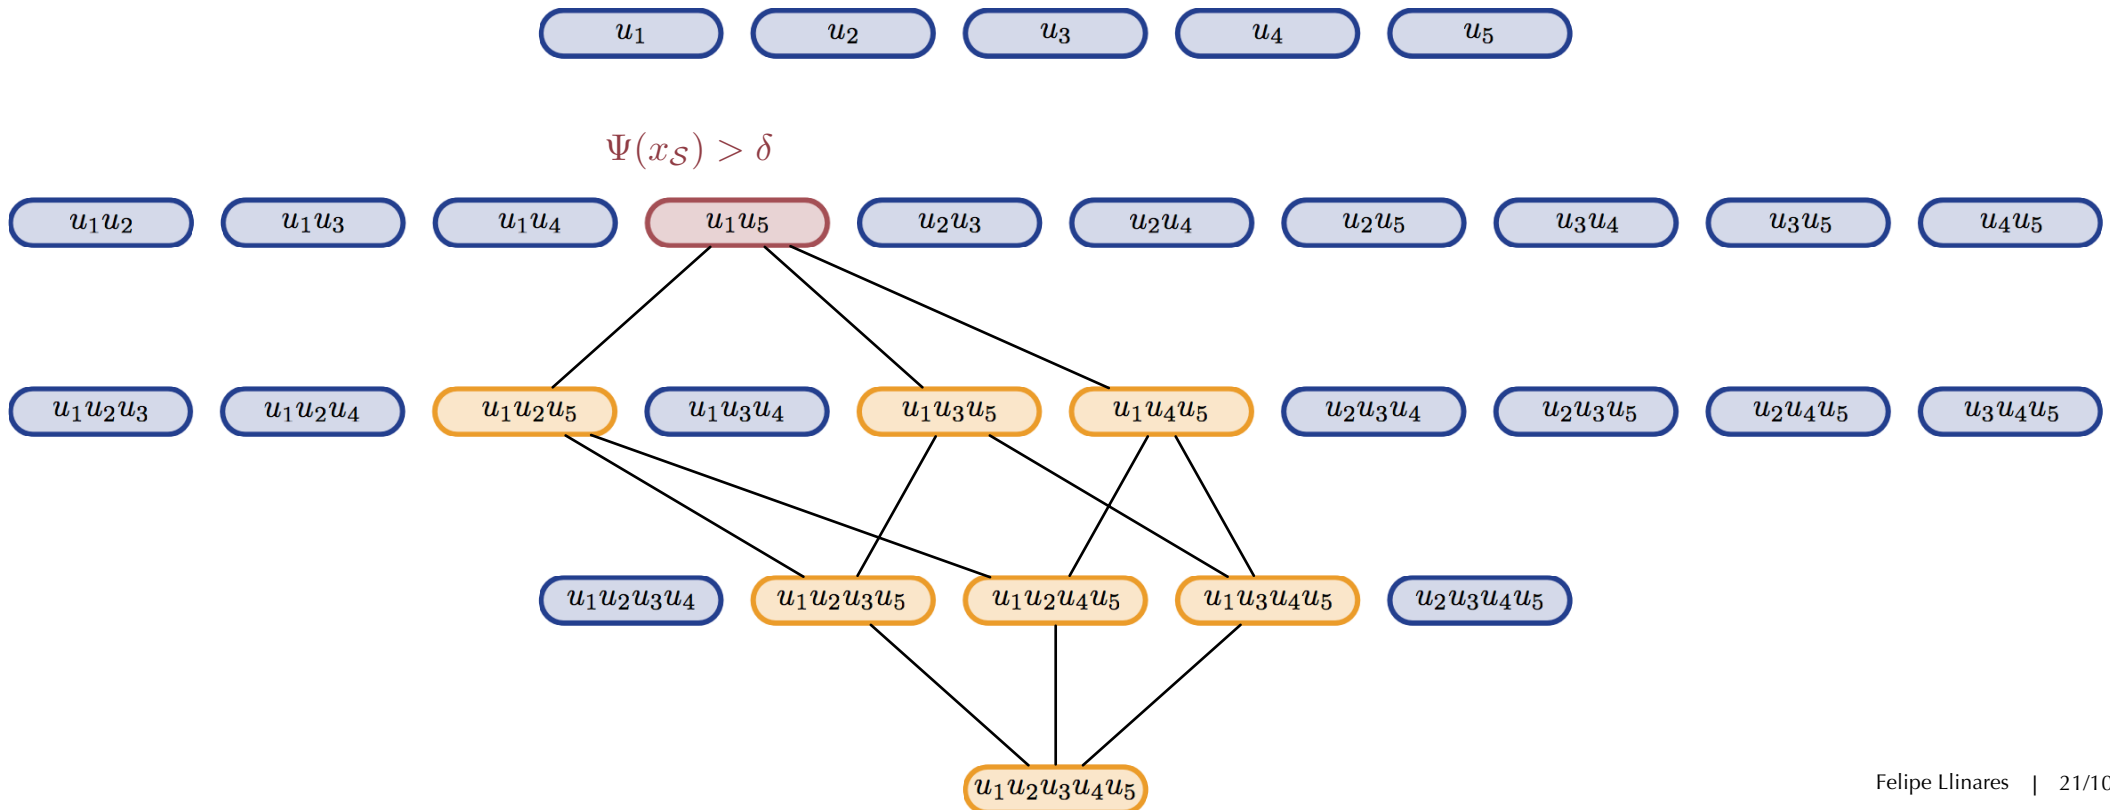 u₁ u₂ u₃ u₄ u₅
Ψ(x_𝒮) > δ
u₁u₂ u₁u₃ u₁u₄ u₁u₅ u₂u₃ u₂u₄ u₂u₅ u₃u₄ u₃u₅ u₄u₅
u₁u₂u₃ u₁u₂u₄ u₁u₂u₅ u₁u₃u₄ u₁u₃u₅ u₁u₄u₅ u₂u₃u₄ u₂u₃u₅ u₂u₄u₅ u₃u₄u₅
u₁u₂u₃u₄ u₁u₂u₃u₅ u₁u₂u₄u₅ u₁u₃u₄u₅ u₂u₃u₄u₅
u₁u₂u₃u₄u₅
Felipe Llinares | 21/10